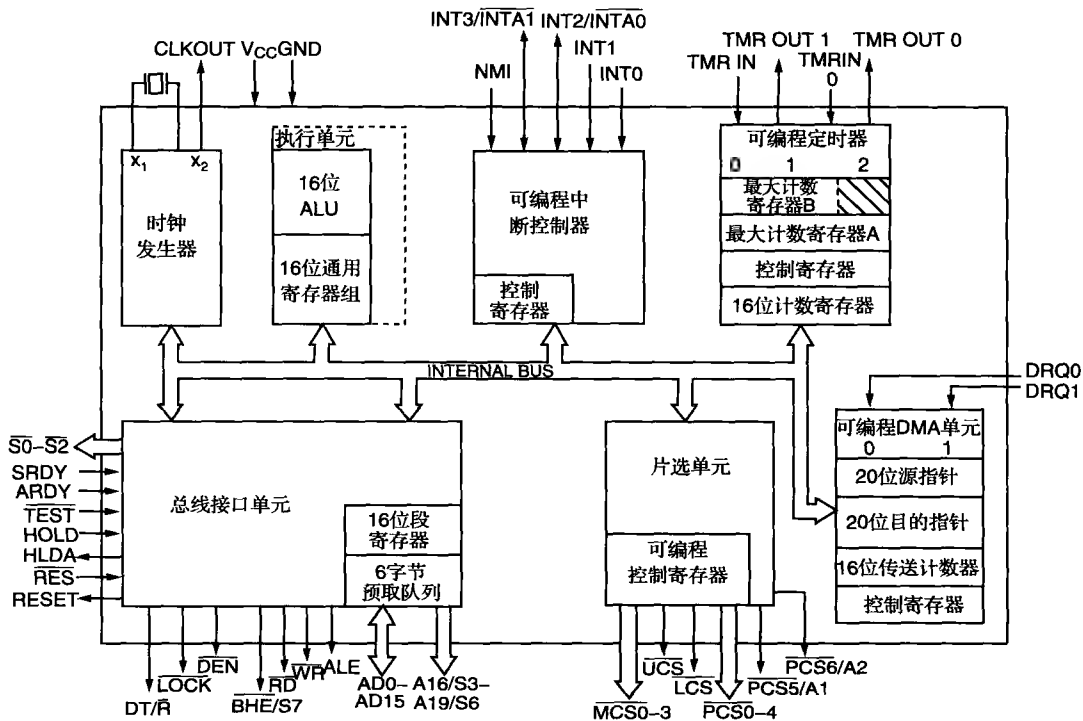 INT3/INTA1 INT2/INTA0
TMR OUT 1 TMR OUT 0
CLKOUT VCC GND
NMI
INT1
INT0
TMR IN
TMRIN
0
X1 X2
时钟
发生器
执行单元
16位
ALU
16位通用
寄存器组
可编程中
断控制器
控制
寄存器
可编程定时器
0 1 2
最大计数
寄存器B
最大计数寄存器A
控制寄存器
16位计数寄存器
INTERNAL BUS
DRQ0
DRQ1
可编程DMA单元
0 1
20位源指针
20位目的指针
16位传送计数器
控制寄存器
S0-S2
SRDY
ARDY
TEST
HOLD
HLDA
RES
RESET
总线接口单元
16位段
寄存器
6字节
预取队列
片选单元
可编程
控制寄存器
DT/R
LOCK
DEN
BHE/S7
RD
WR
ALE
AD0-
AD15
A16/S3-
A19/S6
MCS0-3
UCS
LCS
PCS0-4
PCS5/A1
PCS6/A2